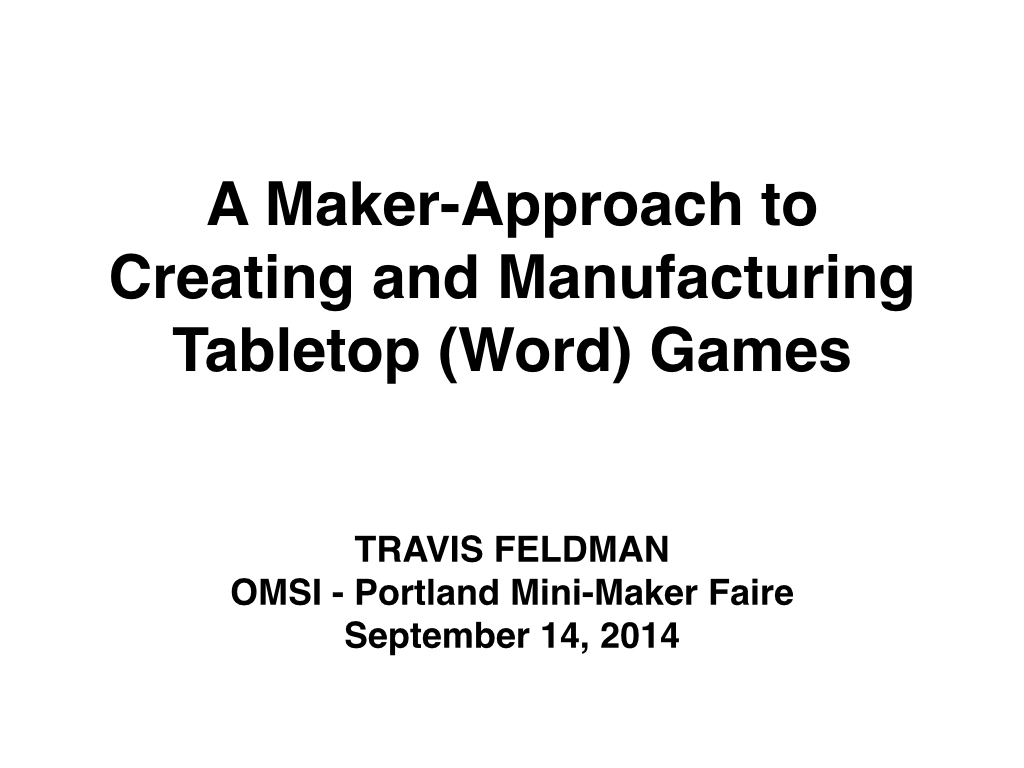 A Maker-Approach to
Creating and Manufacturing
Tabletop (Word) Games
TRAVIS FELDMAN
OMSI - Portland Mini-Maker Faire
September 14, 2014